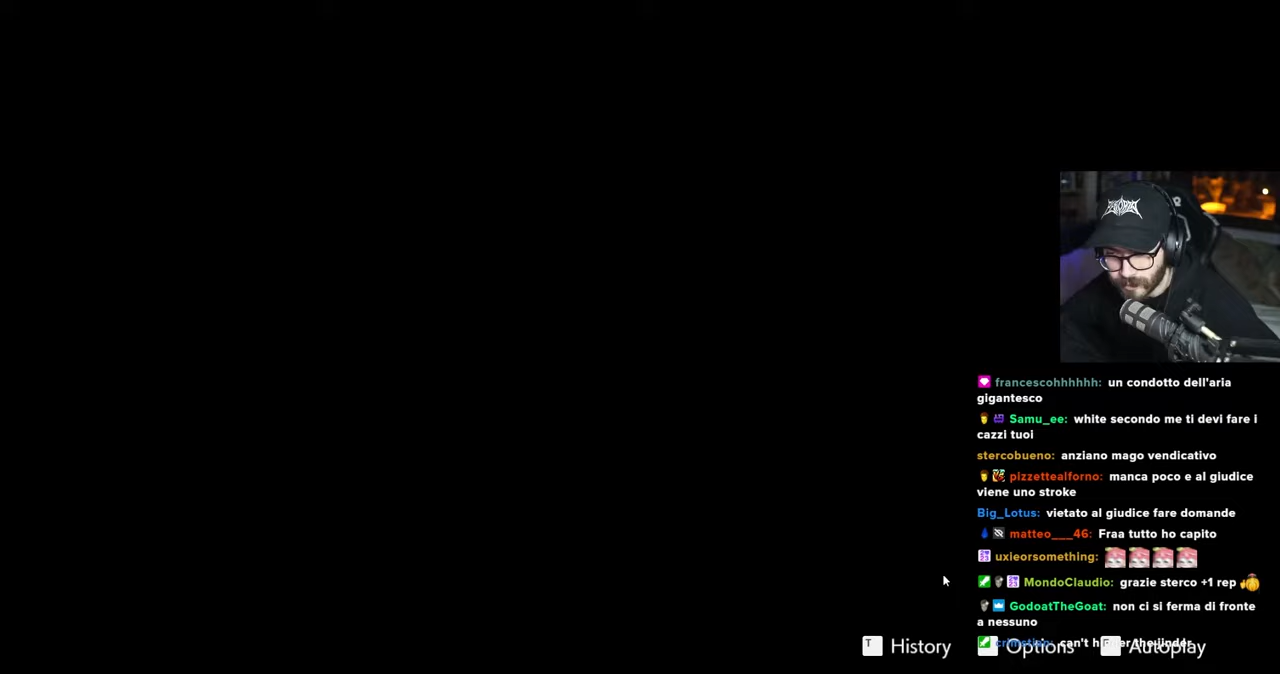 francescohhhhhh: un condotto dell'aria
gigantesco
Samu_ee: white secondo me ti devi fare i
cazzi tuoi
stercobueno: anziano mago vendicativo
pizzettealforno: manca poco e al giudice
viene uno stroke
Big_Lotus: vietato al giudice fare domande
matteo___46: Fraa tutto ho capito
uxieorsomething:
MondoClaudio: grazie sterco +1 rep
GodoatTheGoat: non ci si ferma di fronte
a nessuno
can't the
T History Options Autoplay